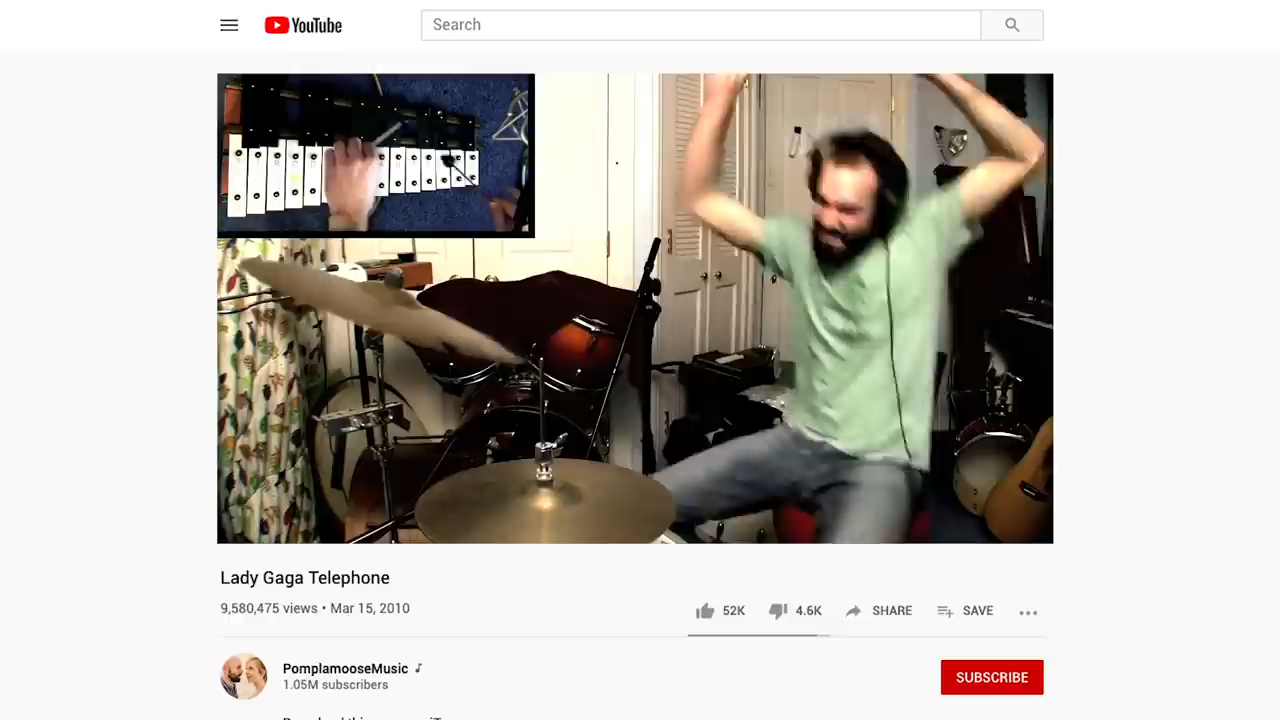 YouTube
Search
Lady Gaga Telephone
9,580,475 views • Mar 15, 2010
52K
4.6K
SHARE
SAVE
PomplamooseMusic
1.05M subscribers
SUBSCRIBE